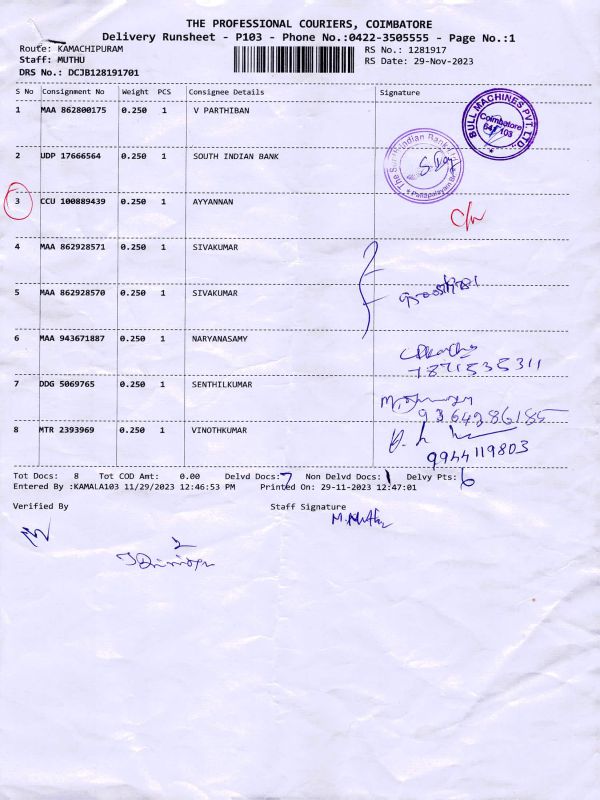 THE PROFESSIONAL COURIERS, COIMBATORE
Delivery Runsheet - P103 - Phone No.:0422-3505555 - Page No.:1
Route: KAMACHIPURAM RS No.: 1281917
Staff: MUTHU RS Date: 29-Nov-2023
DRS No.: DCJB128191701
S No Consignment No Weight PCS Consignee Details Signature
1 MAA 862800175 0.250 1 V PARTHIBAN
BULL MACHINES PVT. LTD.
Coimbatore
641 103
2 UDP 17666564 0.250 1 SOUTH INDIAN BANK
The South Indian Bank
3 CCU 100889439 0.250 1 AYYANNAN
4 MAA 862928571 0.250 1 SIVAKUMAR
5 MAA 862928570 0.250 1 SIVAKUMAR
6 MAA 943671887 0.250 1 NARYANASAMY
7871535311
7 DDG 5069765 0.250 1 SENTHILKUMAR
9364286185
8 MTR 2393969 0.250 1 VINOTHKUMAR
9944119803
Tot Docs: 8 Tot COD Amt: 0.00 Delvd Docs: 7 Non Delvd Docs: 1 Delvy Pts: 6
Entered By :KAMALA103 11/29/2023 12:46:53 PM Printed On: 29-11-2023 12:47:01
Verified By Staff Signature
M. Muthu